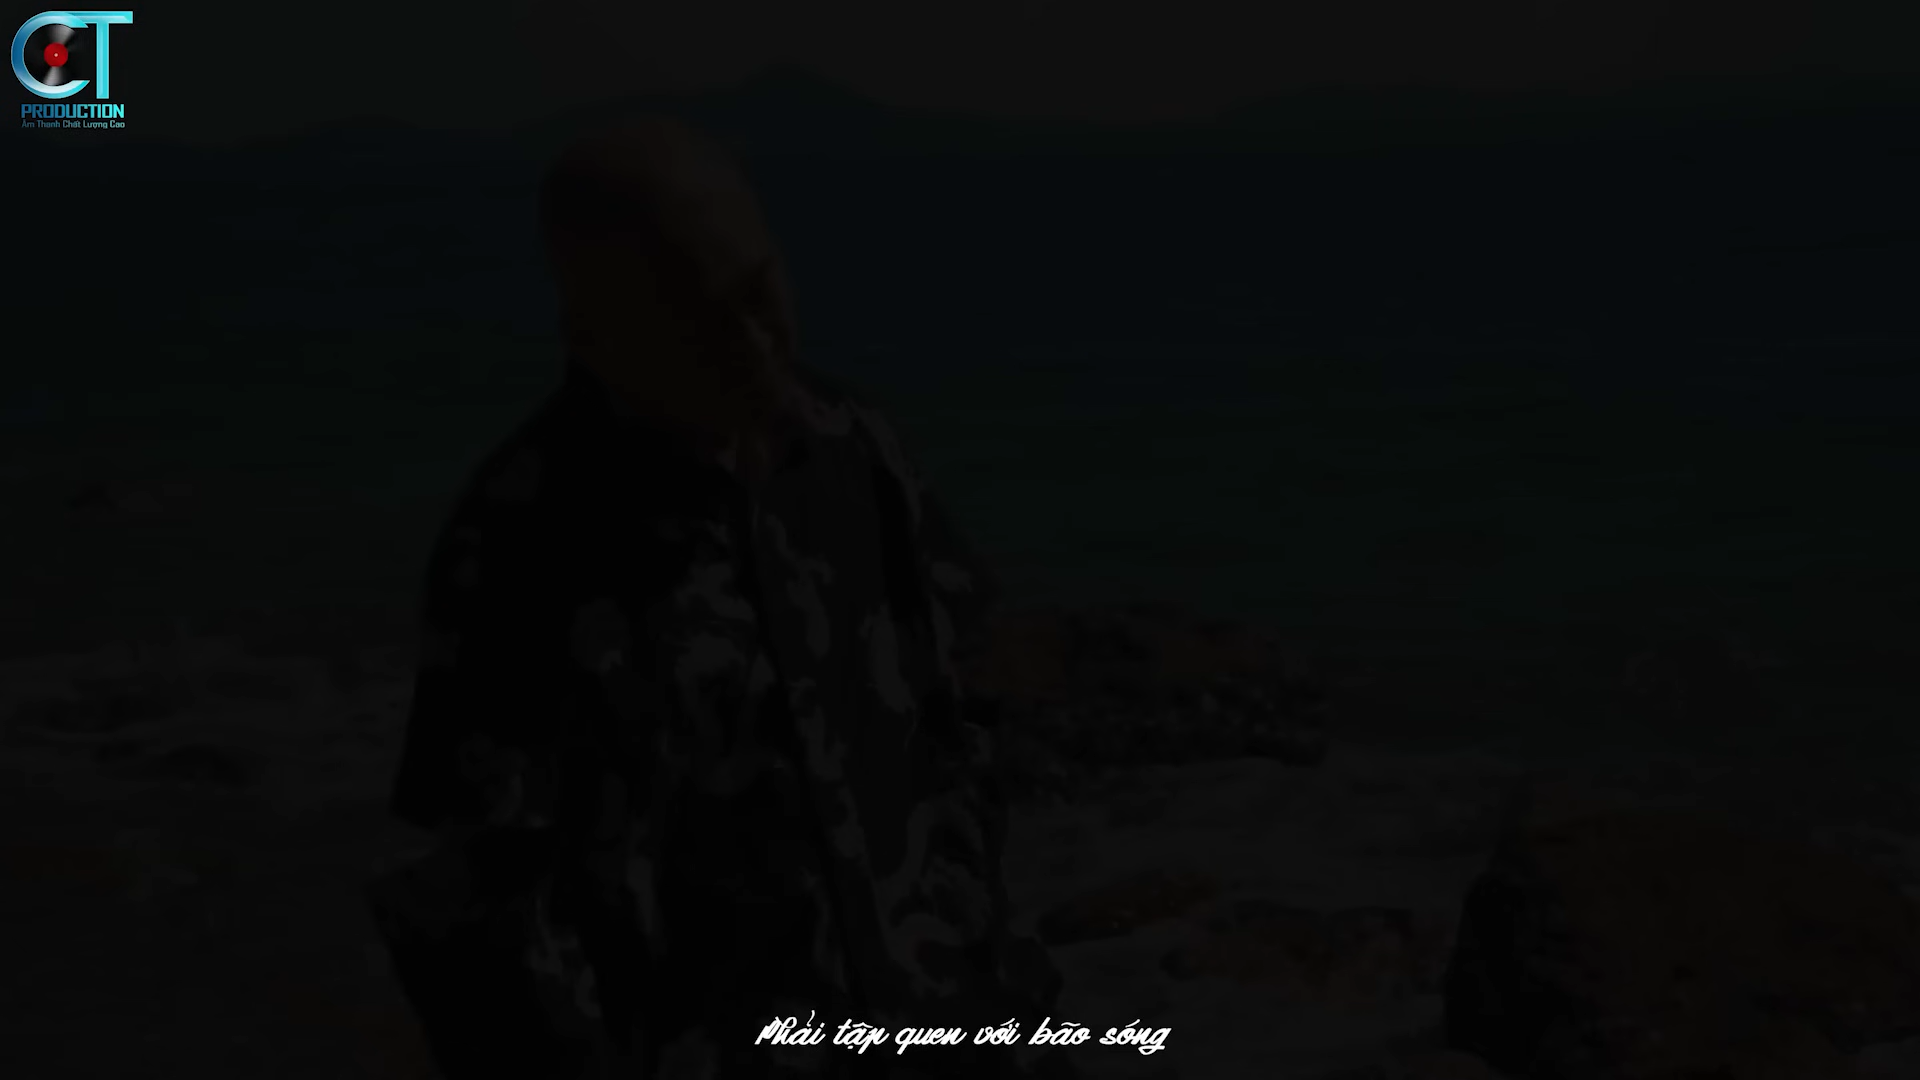 CT
PRODUCTION
Âm Thanh Chất Lượng Cao
Phải tập quen với bão sóng